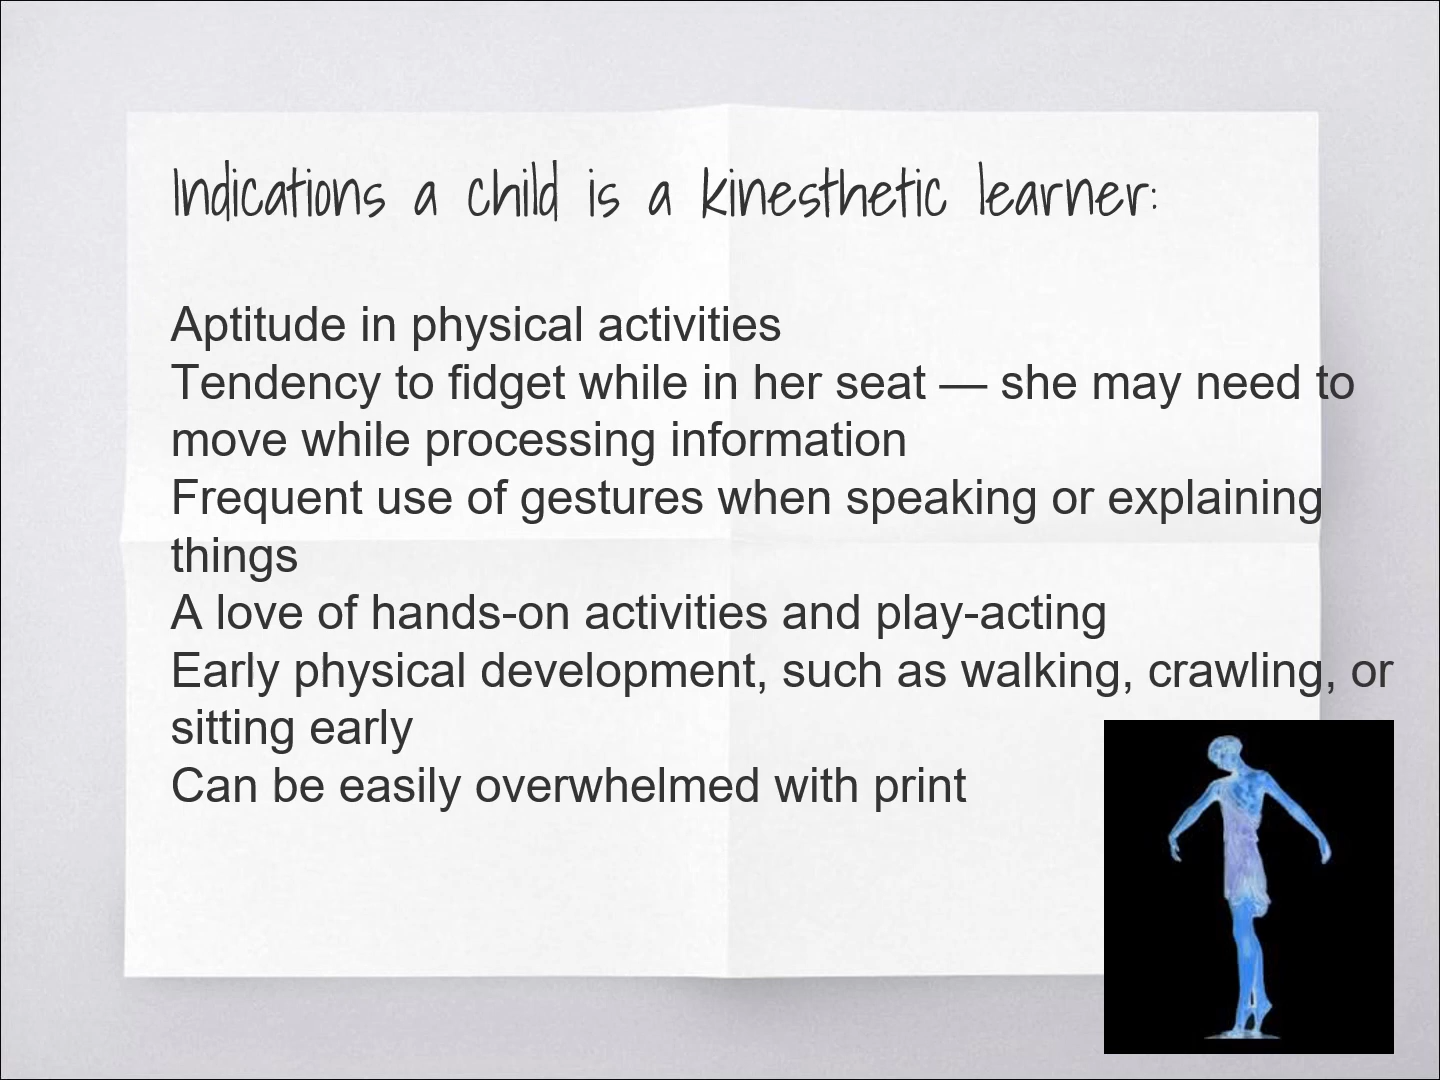 Indications a child is a kinesthetic learner:
Aptitude in physical activities
Tendency to fidget while in her seat — she may need to
move while processing information
Frequent use of gestures when speaking or explaining
things
A love of hands-on activities and play-acting
Early physical development, such as walking, crawling, or
sitting early
Can be easily overwhelmed with print